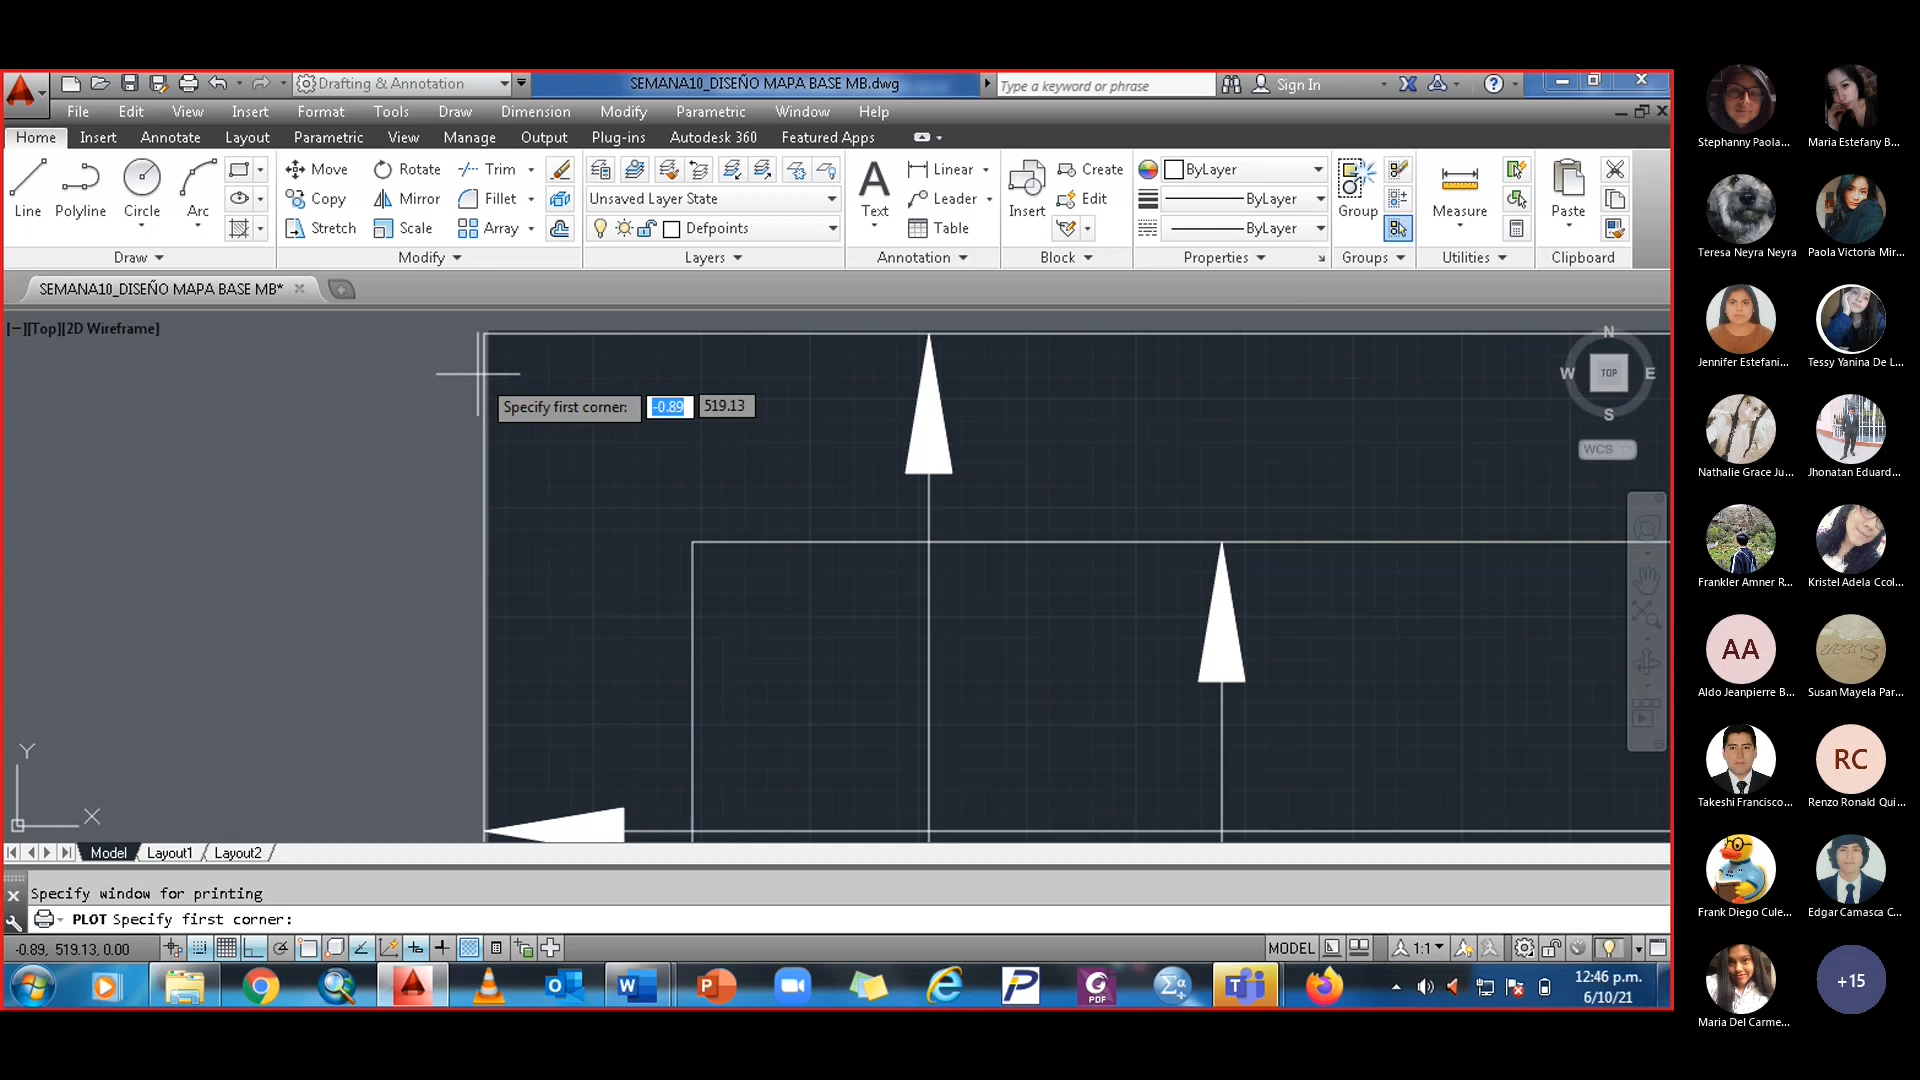 Drafting & Annotation
SEMANA10_DISEÑO MAPA BASE MB.dwg
Type a keyword or phrase
Sign In
File Edit View Insert Format Tools Draw Dimension Modify Parametric Window Help
Home Insert Annotate Layout Parametric View Manage Output Plug-ins Autodesk 360 Featured Apps
Line Polyline Circle Arc
Move Rotate Trim
Copy Mirror Fillet
Stretch Scale Array
Unsaved Layer State
Defpoints
Text
Linear
Leader
Table
Insert
Create
Edit
ByLayer
ByLayer
ByLayer
Group
Measure
Paste
Draw Modify Layers Annotation Block Properties Groups Utilities Clipboard
SEMANA10_DISEÑO MAPA BASE MB*
[−][Top][2D Wireframe]
Specify first corner: -0.89 519.13
N
W TOP E
S
WCS
Y
X
Model Layout1 Layout2
Specify window for printing
PLOT Specify first corner:
-0.89, 519.13, 0.00
MODEL
1:1
12:46 p.m.
6/10/21
Stephanny Paola...
Maria Estefany B...
Teresa Neyra Neyra
Paola Victoria Mir...
Jennifer Estefani...
Tessy Yanina De L...
Nathalie Grace Ju...
Jhonatan Eduard...
Frankler Amner R...
Kristel Adela Ccol...
AA
Aldo Jeanpierre B...
Susan Mayela Par...
Takeshi Francisco...
RC
Renzo Ronald Qui...
Frank Diego Cule...
Edgar Camasca C...
Maria Del Carme...
+15